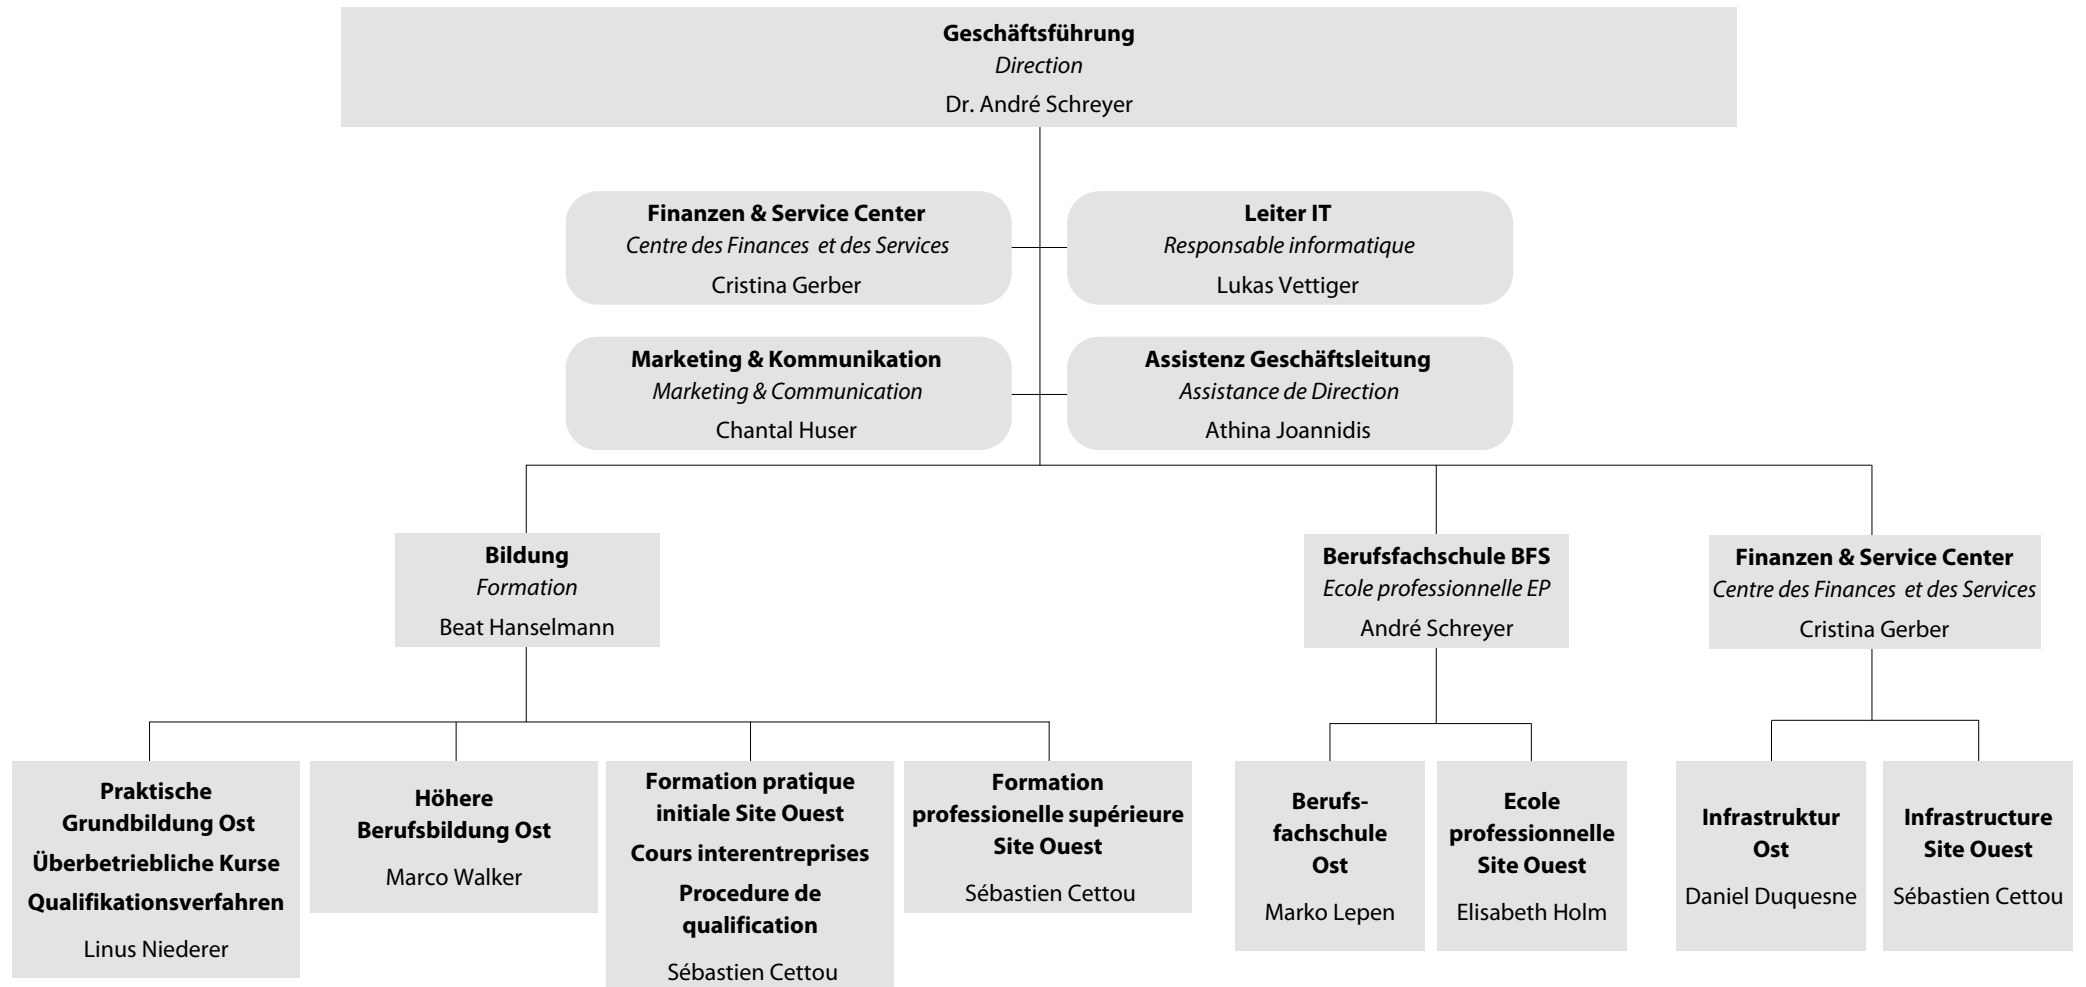 Geschäftsführung
Direction
Dr. André Schreyer
Finanzen & Service Center
Centre des Finances et des Services
Cristina Gerber
Leiter IT
Responsable informatique
Lukas Vettiger
Marketing & Kommunikation
Marketing & Communication
Chantal Huser
Assistenz Geschäftsleitung
Assistance de Direction
Athina Joannidis
Bildung
Formation
Beat Hanselmann
Berufsfachschule BFS
Ecole professionnelle EP
André Schreyer
Finanzen & Service Center
Centre des Finances et des Services
Cristina Gerber
Praktische
Grundbildung Ost
Überbetriebliche Kurse
Qualifikationsverfahren
Linus Niederer
Höhere
Berufsbildung Ost
Marco Walker
Formation pratique
initiale Site Ouest
Cours interentreprises
Procedure de
qualification
Sébastien Cettou
Formation
professionelle supérieure
Site Ouest
Sébastien Cettou
Berufs-
fachschule
Ost
Marko Lepen
Ecole
professionnelle
Site Ouest
Elisabeth Holm
Infrastruktur
Ost
Daniel Duquesne
Infrastructure
Site Ouest
Sébastien Cettou